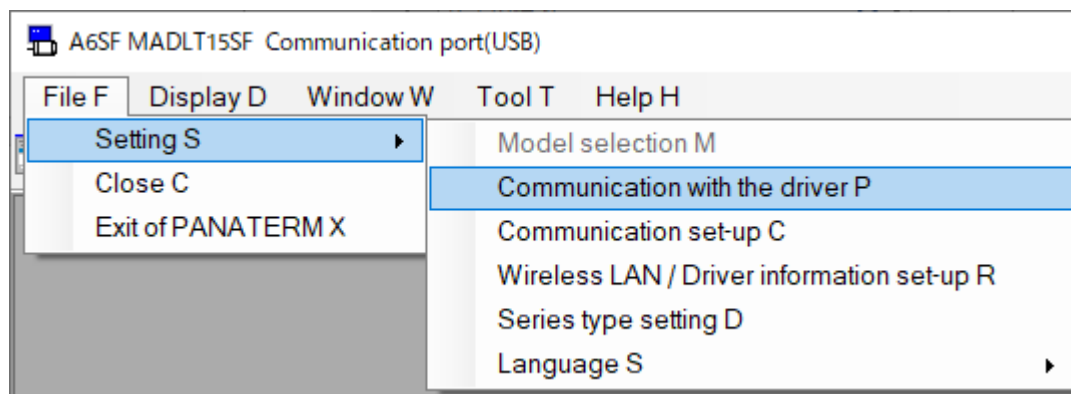 A6SF MADLT15SF Communication port(USB)
File F Display D Window W Tool T Help H
Setting S
Close C
Exit of PANATERM X
Model selection M
Communication with the driver P
Communication set-up C
Wireless LAN / Driver information set-up R
Series type setting D
Language S